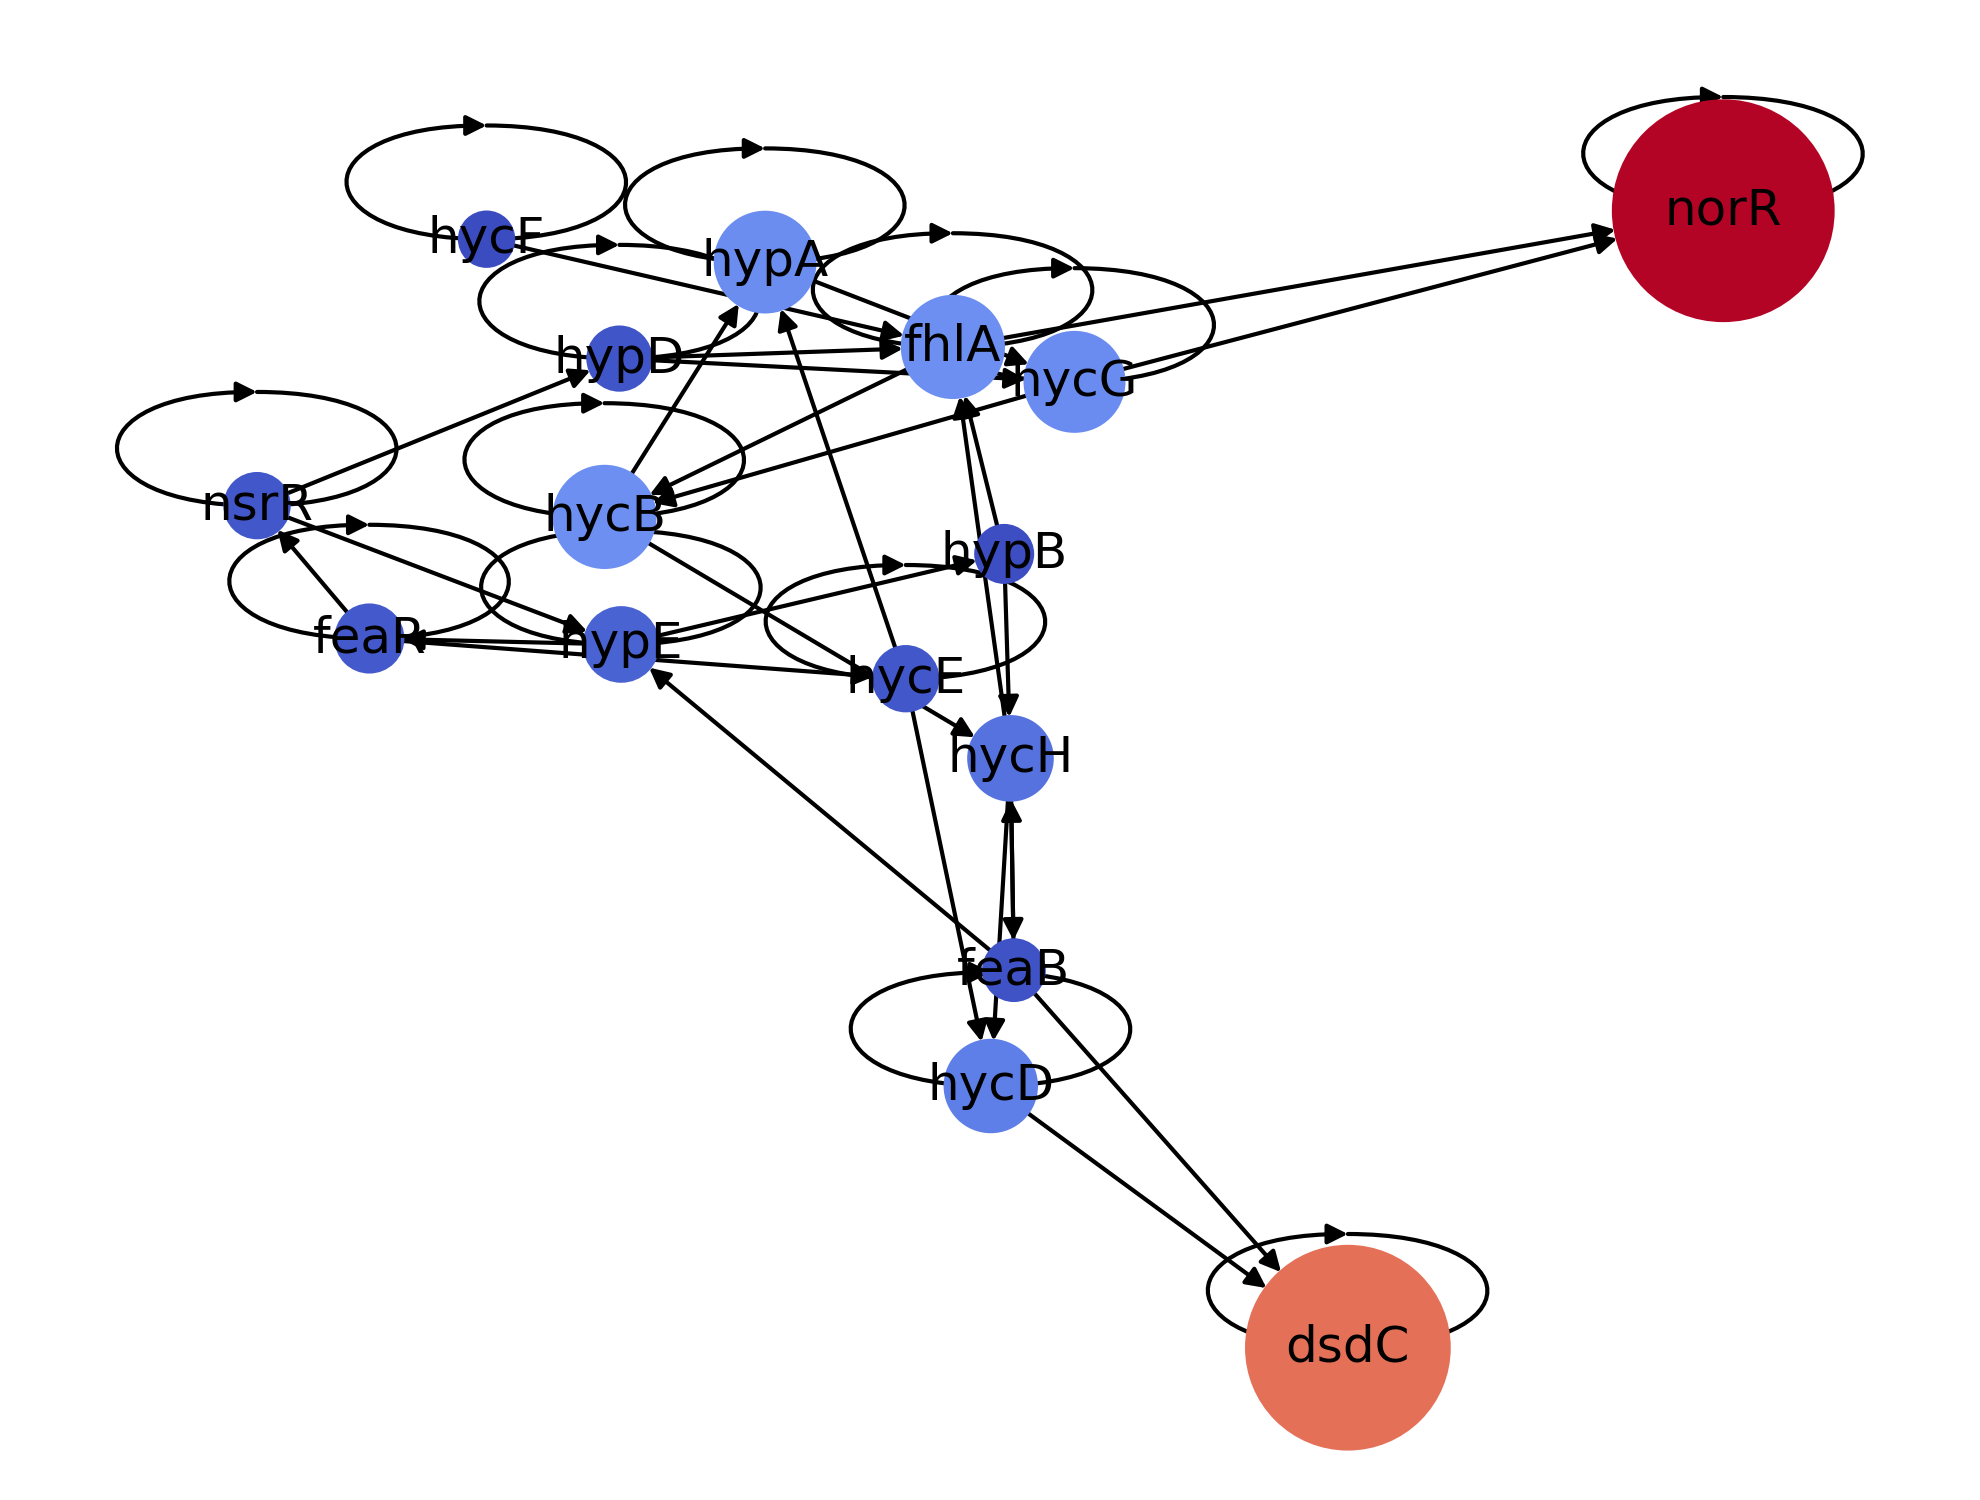 norR
hycF
hypA
fhlA
hypD
hycG
nsrR
hycB
hypB
feaR
hypE
hycE
hycH
feaB
hycD
dsdC